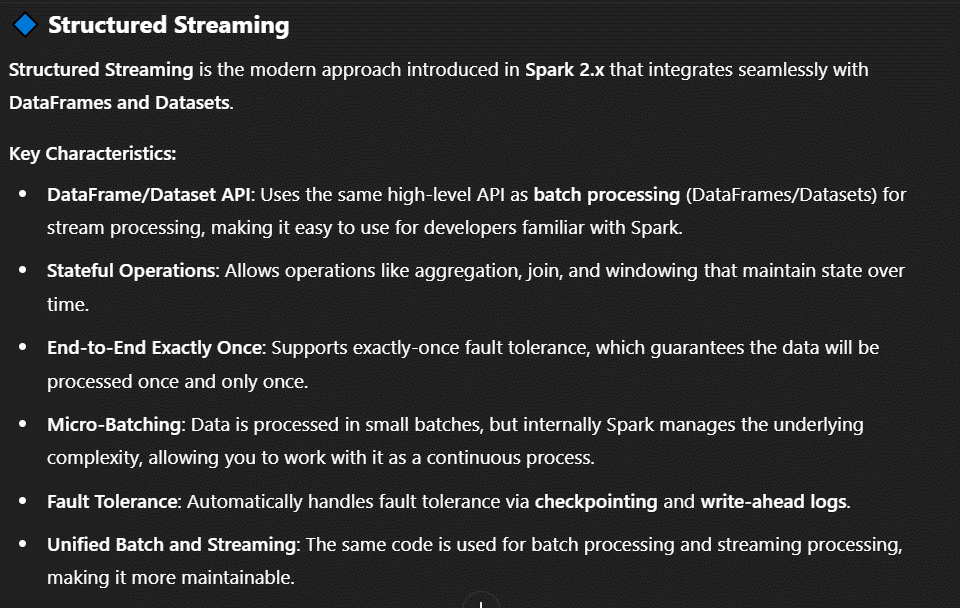 Structured Streaming
Structured Streaming is the modern approach introduced in Spark 2.x that integrates seamlessly with
DataFrames and Datasets.
Key Characteristics:
DataFrame/Dataset API: Uses the same high-level API as batch processing (DataFrames/Datasets) for
stream processing, making it easy to use for developers familiar with Spark.
Stateful Operations: Allows operations like aggregation, join, and windowing that maintain state over
time.
End-to-End Exactly Once: Supports exactly-once fault tolerance, which guarantees the data will be
processed once and only once.
Micro-Batching: Data is processed in small batches, but internally Spark manages the underlying
complexity, allowing you to work with it as a continuous process.
Fault Tolerance: Automatically handles fault tolerance via checkpointing and write-ahead logs.
Unified Batch and Streaming: The same code is used for batch processing and streaming processing,
making it more maintainable.